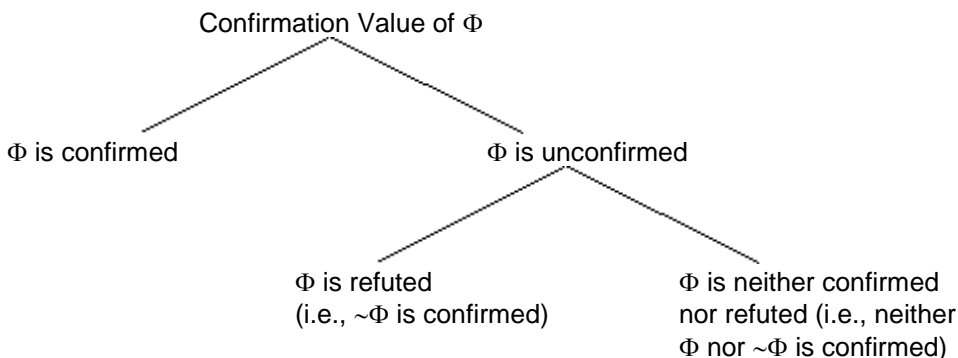 Confirmation Value of Φ
Φ is confirmed
Φ is unconfirmed
Φ is refuted
(i.e., ~Φ is confirmed)
Φ is neither confirmed
nor refuted (i.e., neither
Φ nor ~Φ is confirmed)